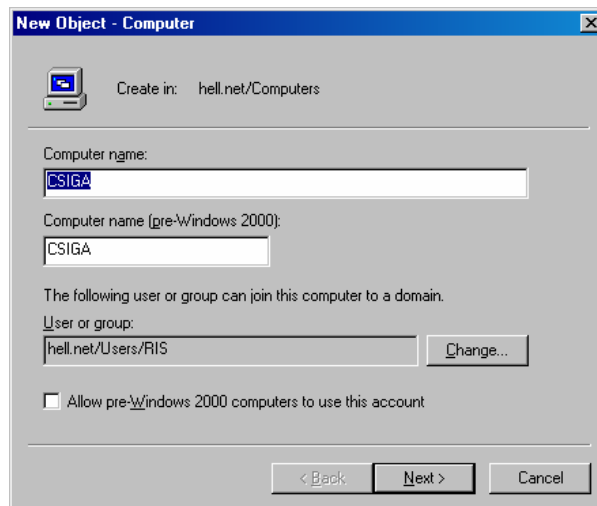 New Object - Computer
Create in: hell.net/Computers
Computer name:
CSIGA
Computer name (pre-Windows 2000):
CSIGA
The following user or group can join this computer to a domain.
User or group:
hell.net/Users/RIS
Change...
Allow pre-Windows 2000 computers to use this account
< Back
Next >
Cancel